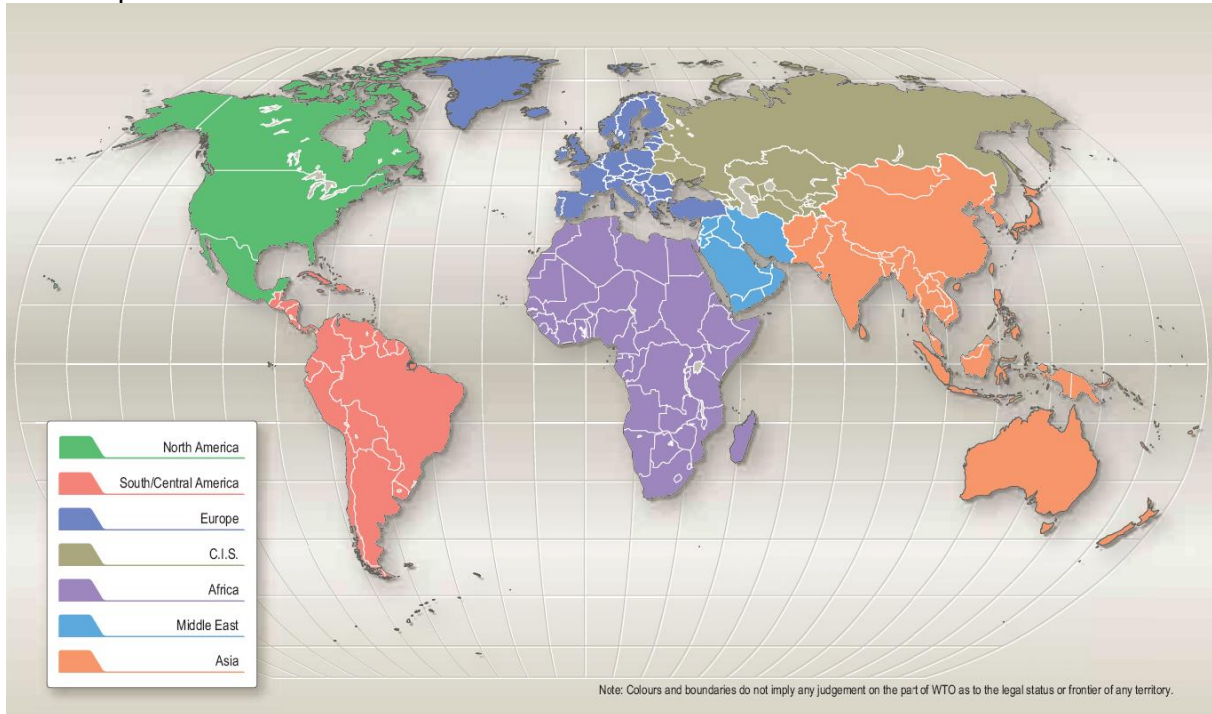 North America
South/Central America
Europe
C.I.S.
Africa
Middle East
Asia
Note: Colours and boundaries do not imply any judgement on the part of WTO as to the legal status or frontier of any territory.